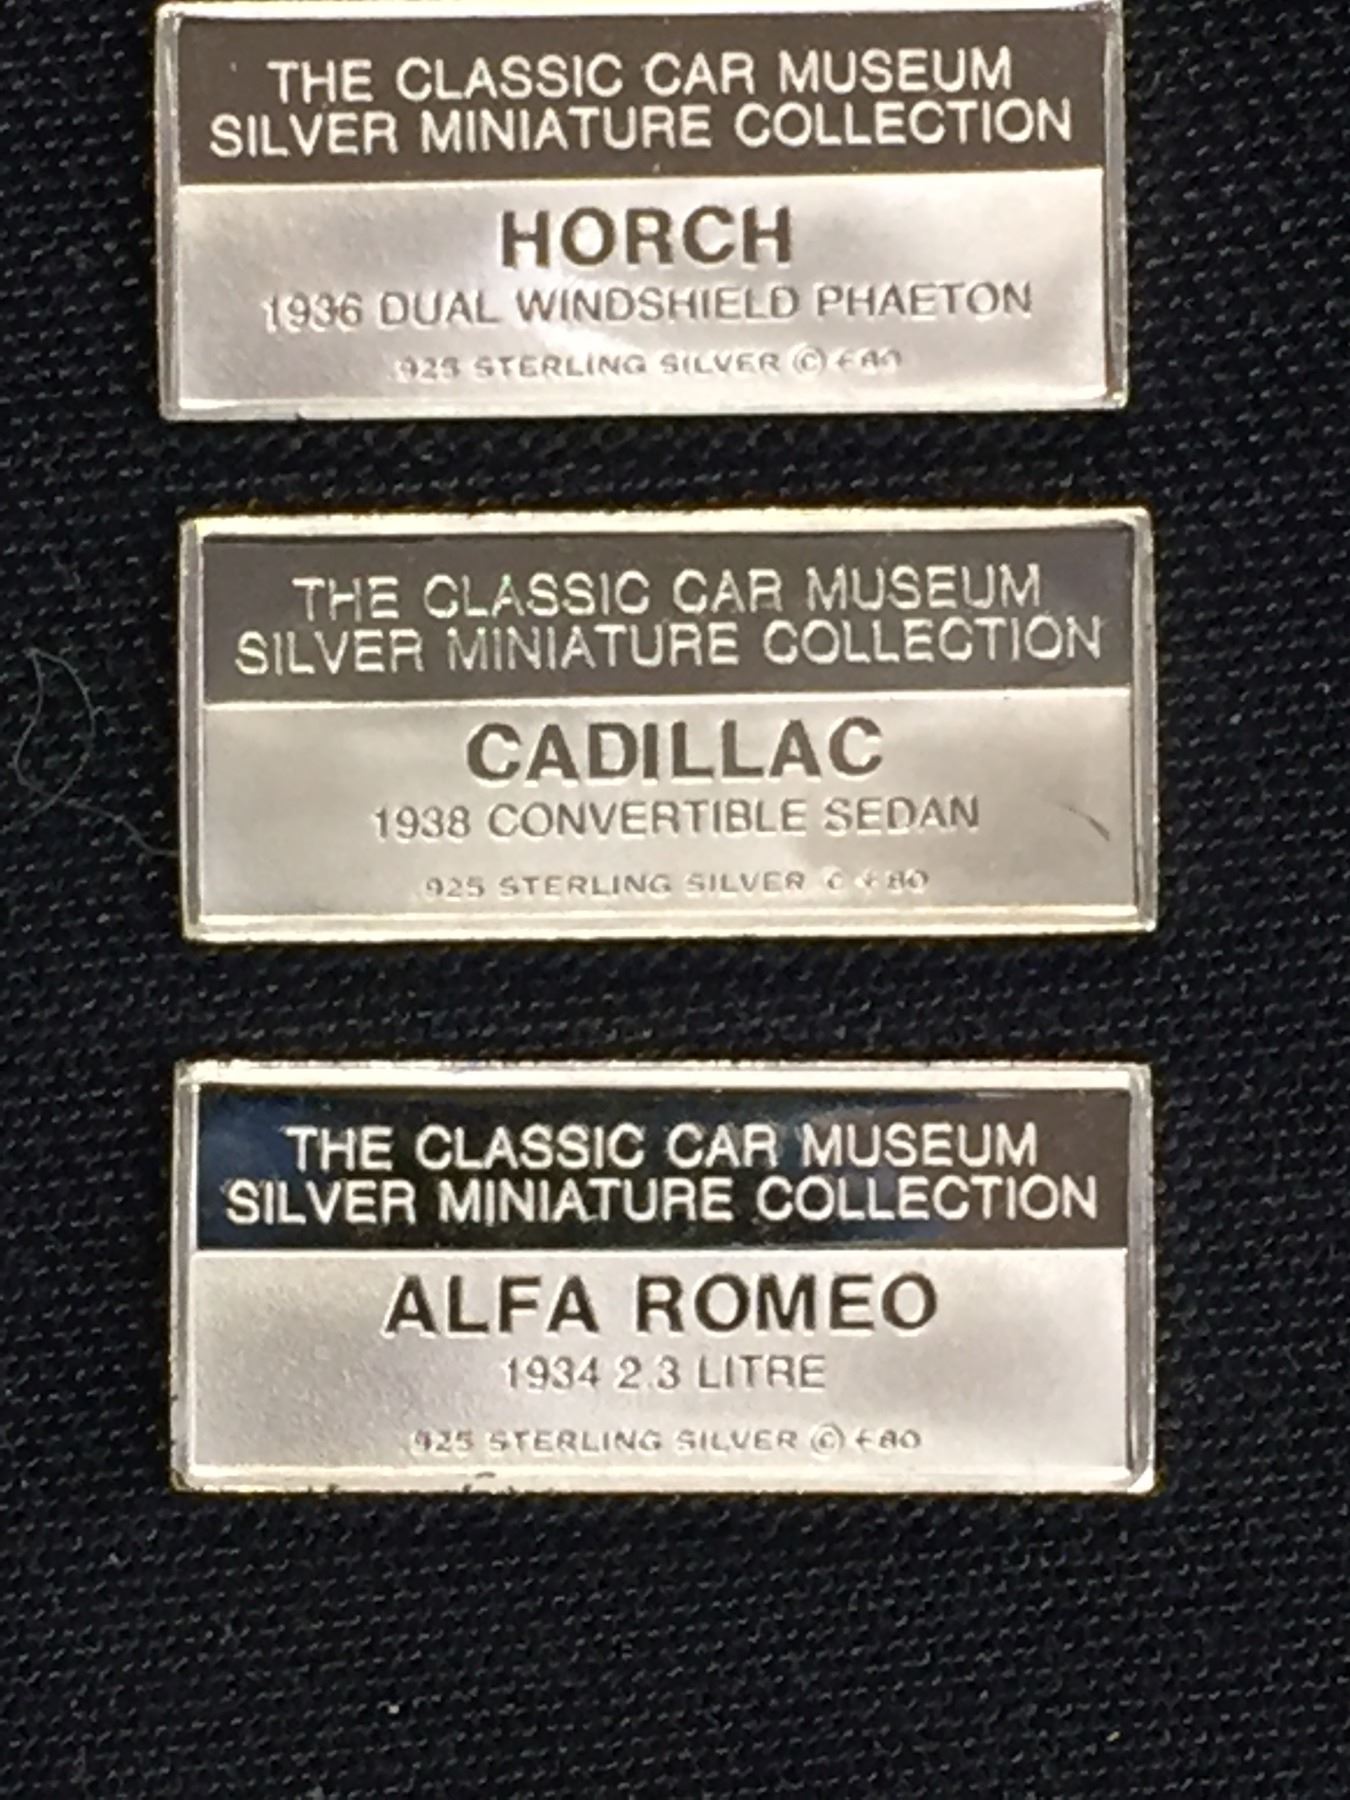 THE CLASSIC CAR MUSEUM
SILVER MINIATURE COLLECTION
HORCH
1936 DUAL WINDSHIELD PHAETON
.925 STERLING SILVER ©
THE CLASSIC CAR MUSEUM
SILVER MINIATURE COLLECTION
CADILLAC
1938 CONVERTIBLE SEDAN
.925 STERLING SILVER
THE CLASSIC CAR MUSEUM
SILVER MINIATURE COLLECTION
ALFA ROMEO
1934 2.3 LITRE
.925 STERLING SILVER ©